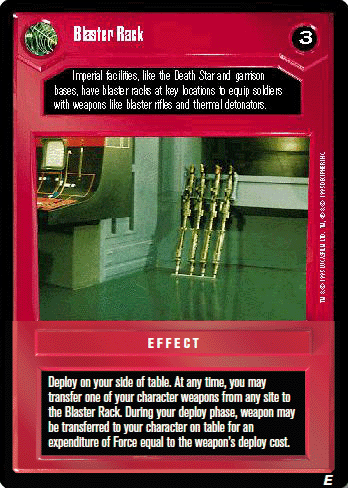 Blaster Rack
3
Imperial facilities, like the Death Star and garrison
bases, have blaster racks at key locations to equip soldiers
with weapons like blaster rifles and thermal detonators.
EFFECT
Deploy on your side of table. At any time, you may
transfer one of your character weapons from any site to
the Blaster Rack. During your deploy phase, weapon may
be transferred to your character on table for an
expenditure of Force equal to the weapon's deploy cost.
E